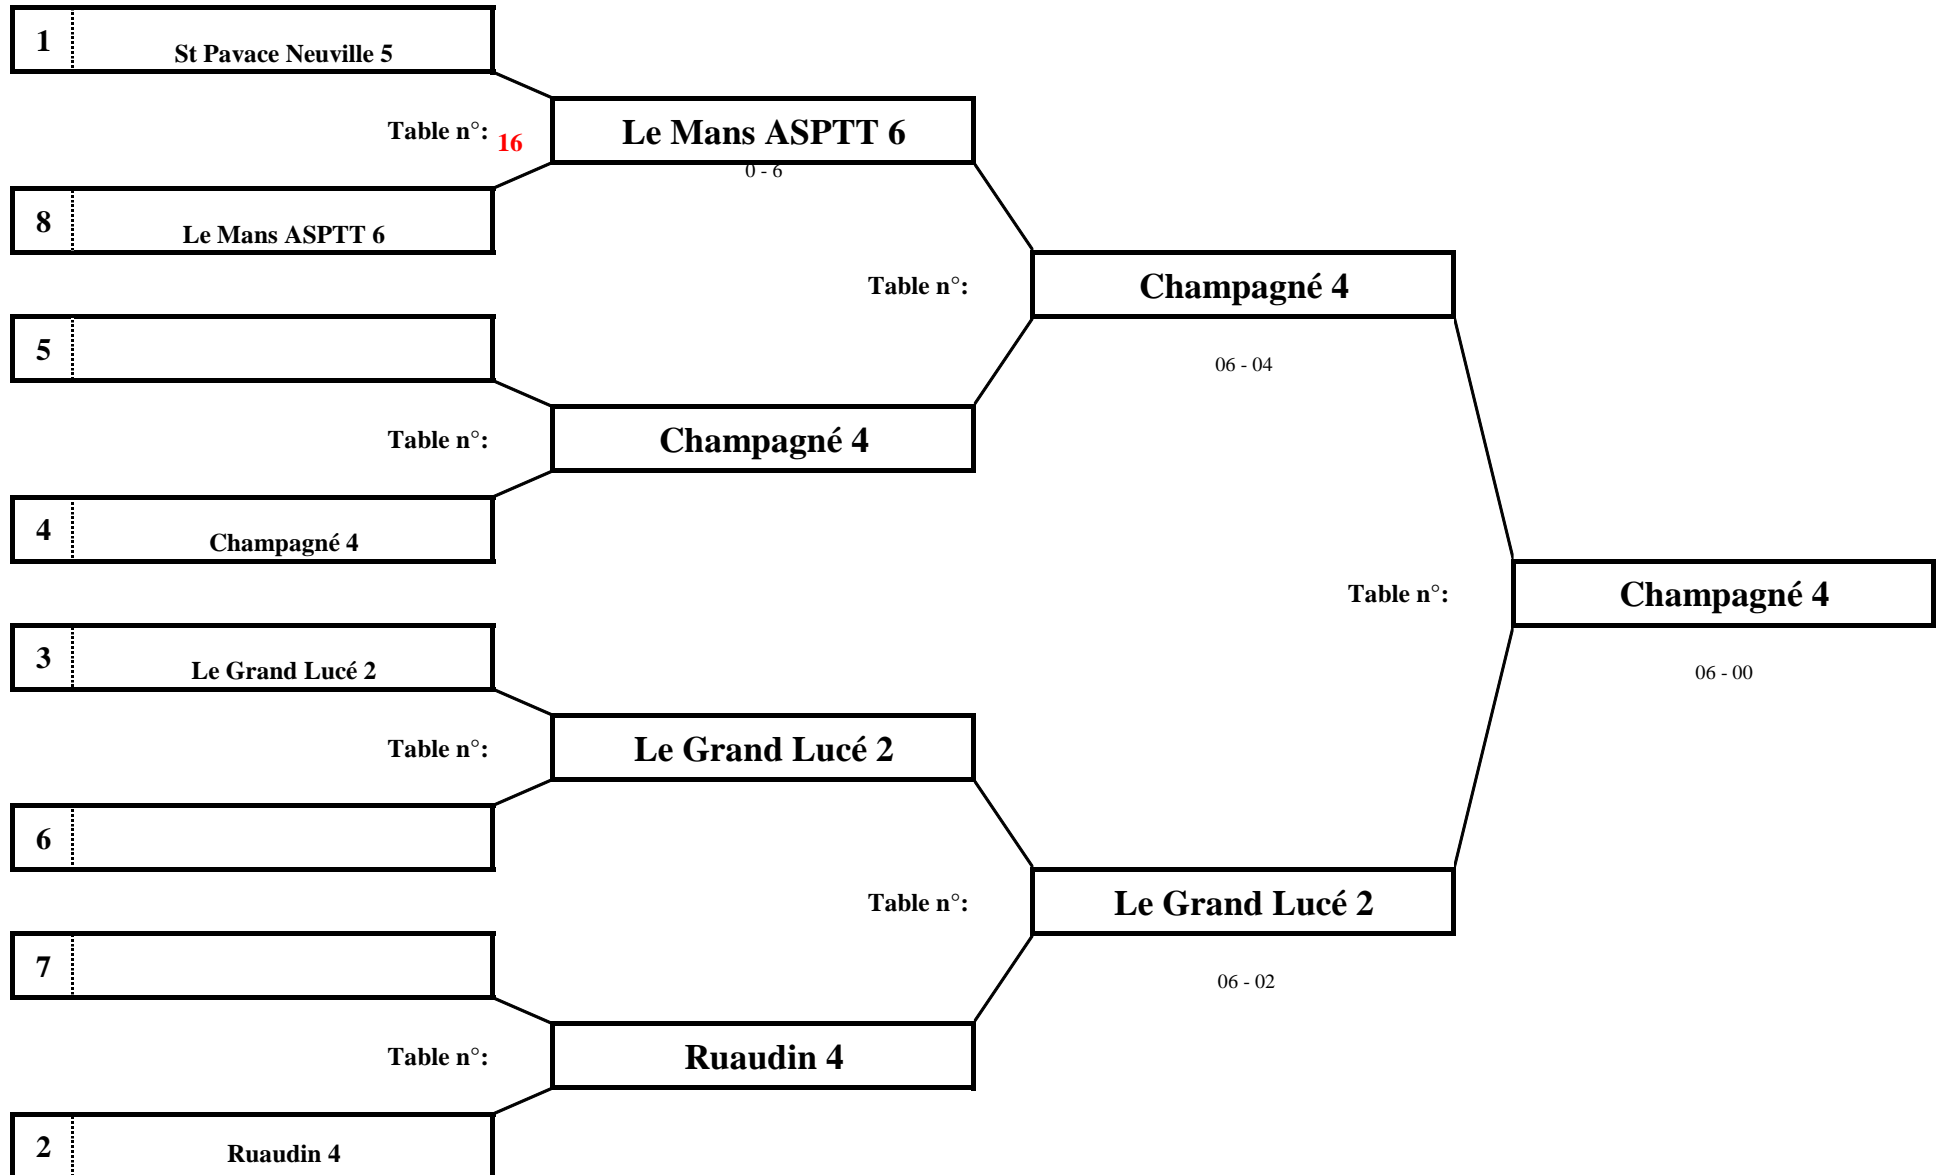 1
St Pavace Neuville 5
Table n°: 16
Le Mans ASPTT 6
0 - 6
8
Le Mans ASPTT 6
Table n°:
Champagné 4
06 - 04
5
Table n°:
Champagné 4
4
Champagné 4
Table n°:
Champagné 4
06 - 00
3
Le Grand Lucé 2
Table n°:
Le Grand Lucé 2
6
Table n°:
Le Grand Lucé 2
06 - 02
7
Table n°:
Ruaudin 4
2
Ruaudin 4